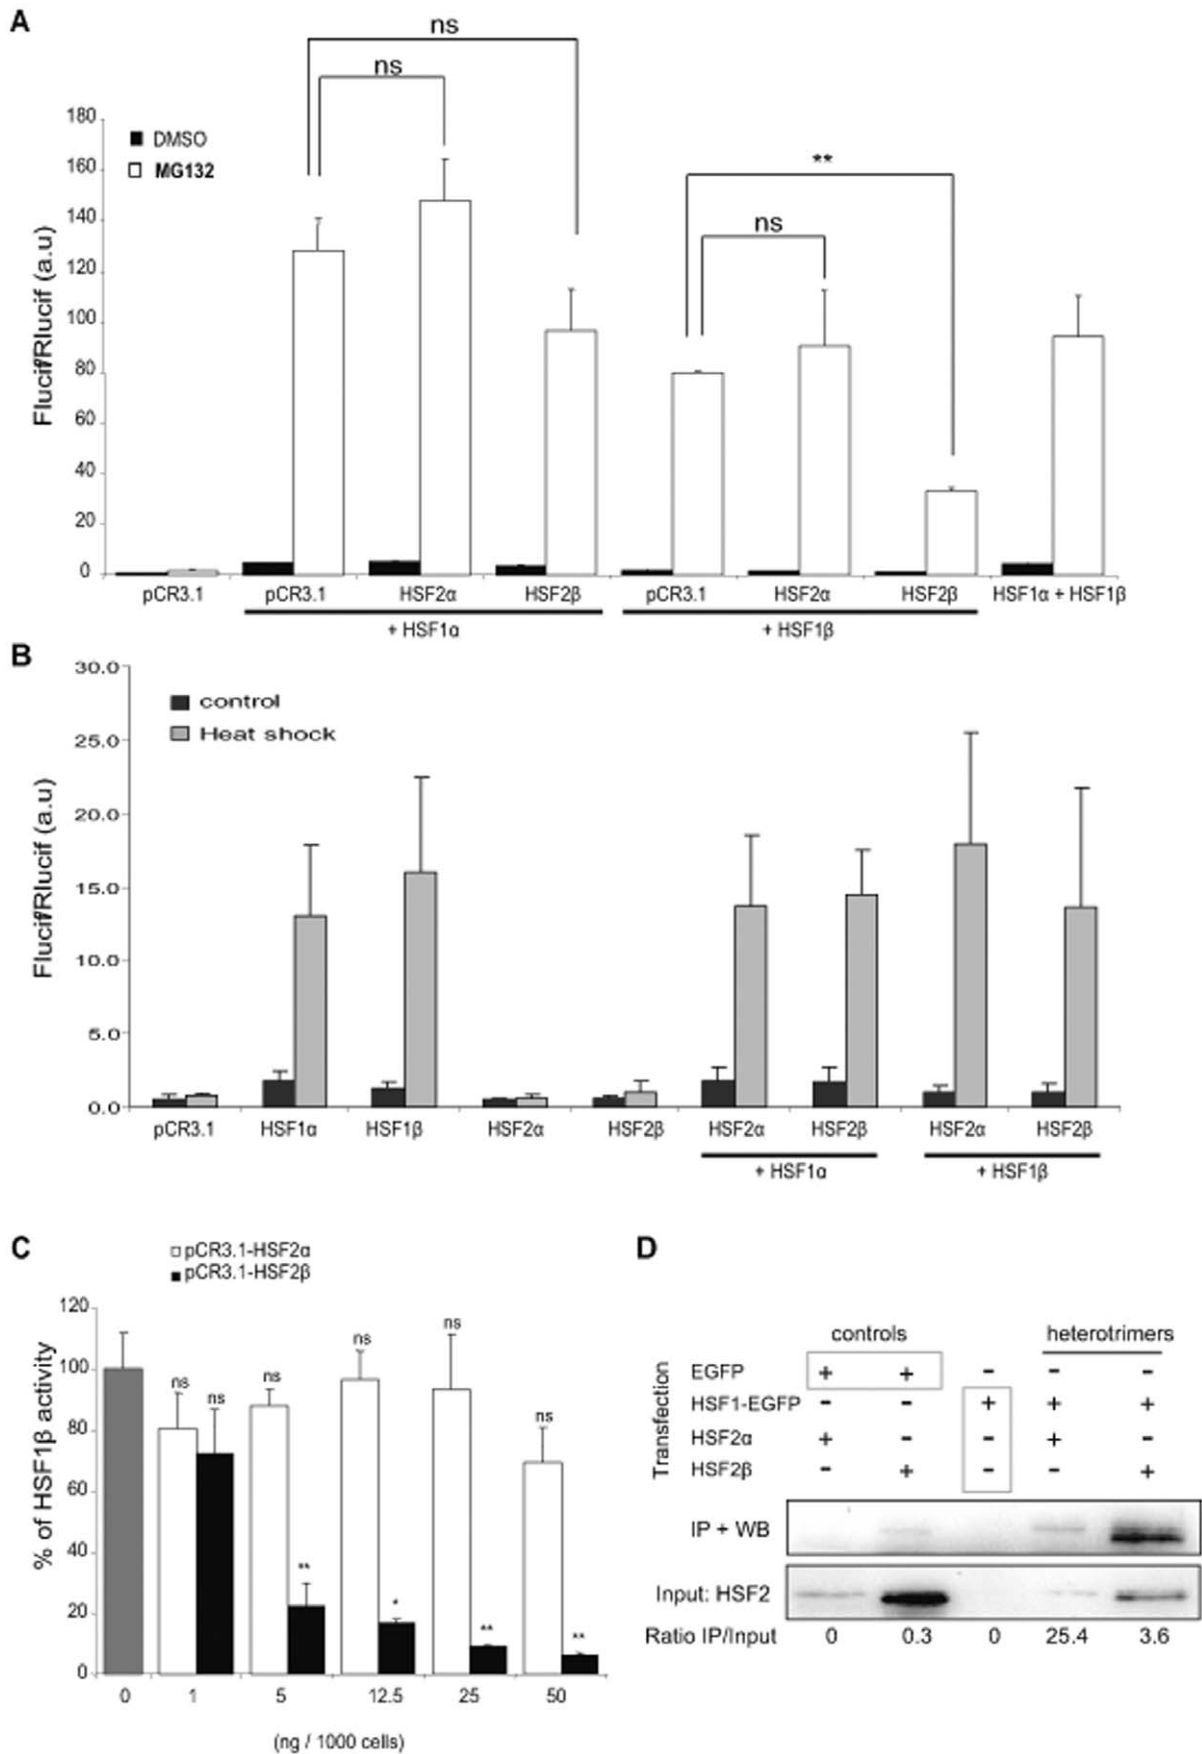 A
ns
ns
180
160
140
120
100
80
60
40
20
0
DMSO
MG132
**
ns
Flucif/Rlucif (a.u)
pCR3.1 pCR3.1 HSF2α HSF2β pCR3.1 HSF2α HSF2β HSF1α + HSF1β
+ HSF1α + HSF1β
B
30.0
25.0
20.0
15.0
10.0
5.0
0.0
control
Heat shock
Flucif/Rlucif (a.u)
pCR3.1 HSF1α HSF1β HSF2α HSF2β HSF2α HSF2β HSF2α HSF2β
+ HSF1α + HSF1β
C
pCR3.1-HSF2α
pCR3.1-HSF2β
120
100
80
60
40
20
0
% of HSF1β activity
ns ns ns ns ns ns
** * ** **
0 1 5 12.5 25 50
(ng / 1000 cells)
D
controls heterotrimers
Transfection
EGFP + + - - -
HSF1-EGFP - - + + +
HSF2α + - - + -
HSF2β - + - - +
IP + WB
Input: HSF2
Ratio IP/Input 0 0.3 0 25.4 3.6